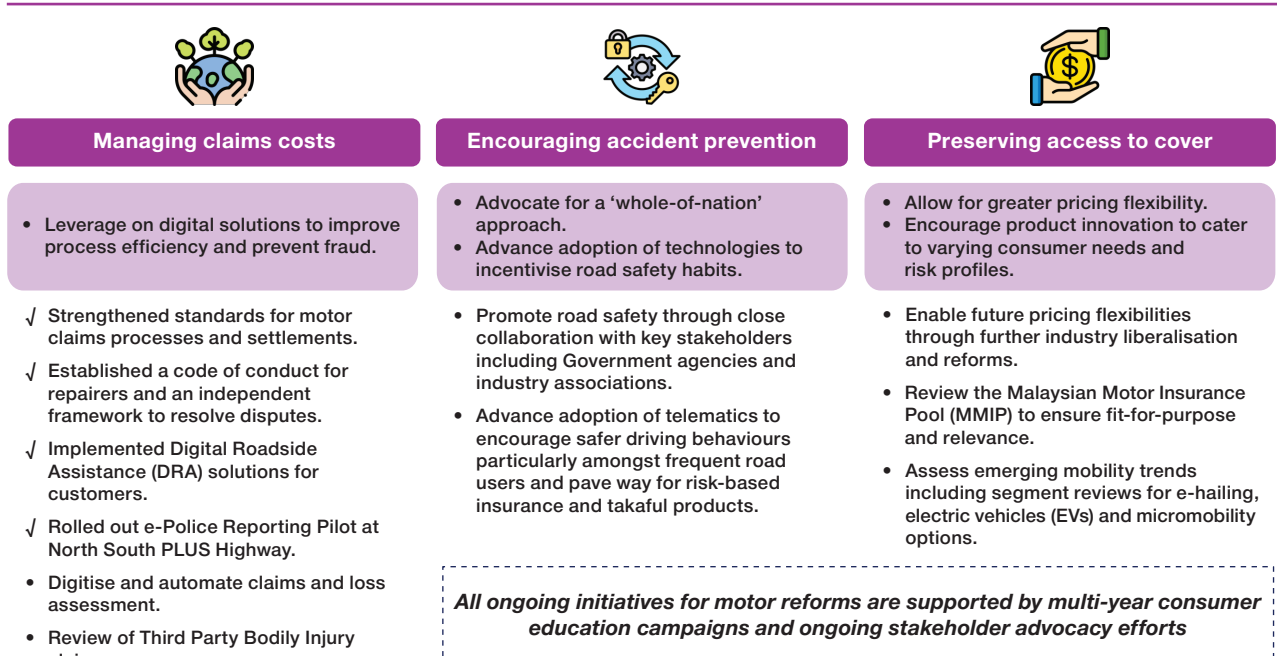 Managing claims costs
• Leverage on digital solutions to improve
process efficiency and prevent fraud.
√ Strengthened standards for motor
claims processes and settlements.
√ Established a code of conduct for
repairers and an independent
framework to resolve disputes.
√ Implemented Digital Roadside
Assistance (DRA) solutions for
customers.
√ Rolled out e-Police Reporting Pilot at
North South PLUS Highway.
• Digitise and automate claims and loss
assessment.
• Review of Third Party Bodily Injury
Encouraging accident prevention
• Advocate for a ‘whole-of-nation’
approach.
• Advance adoption of technologies to
incentivise road safety habits.
• Promote road safety through close
collaboration with key stakeholders
including Government agencies and
industry associations.
• Advance adoption of telematics to
encourage safer driving behaviours
particularly amongst frequent road
users and pave way for risk-based
insurance and takaful products.
Preserving access to cover
• Allow for greater pricing flexibility.
• Encourage product innovation to cater
to varying consumer needs and
risk profiles.
• Enable future pricing flexibilities
through further industry liberalisation
and reforms.
• Review the Malaysian Motor Insurance
Pool (MMIP) to ensure fit-for-purpose
and relevance.
• Assess emerging mobility trends
including segment reviews for e-hailing,
electric vehicles (EVs) and micromobility
options.
All ongoing initiatives for motor reforms are supported by multi-year consumer
education campaigns and ongoing stakeholder advocacy efforts